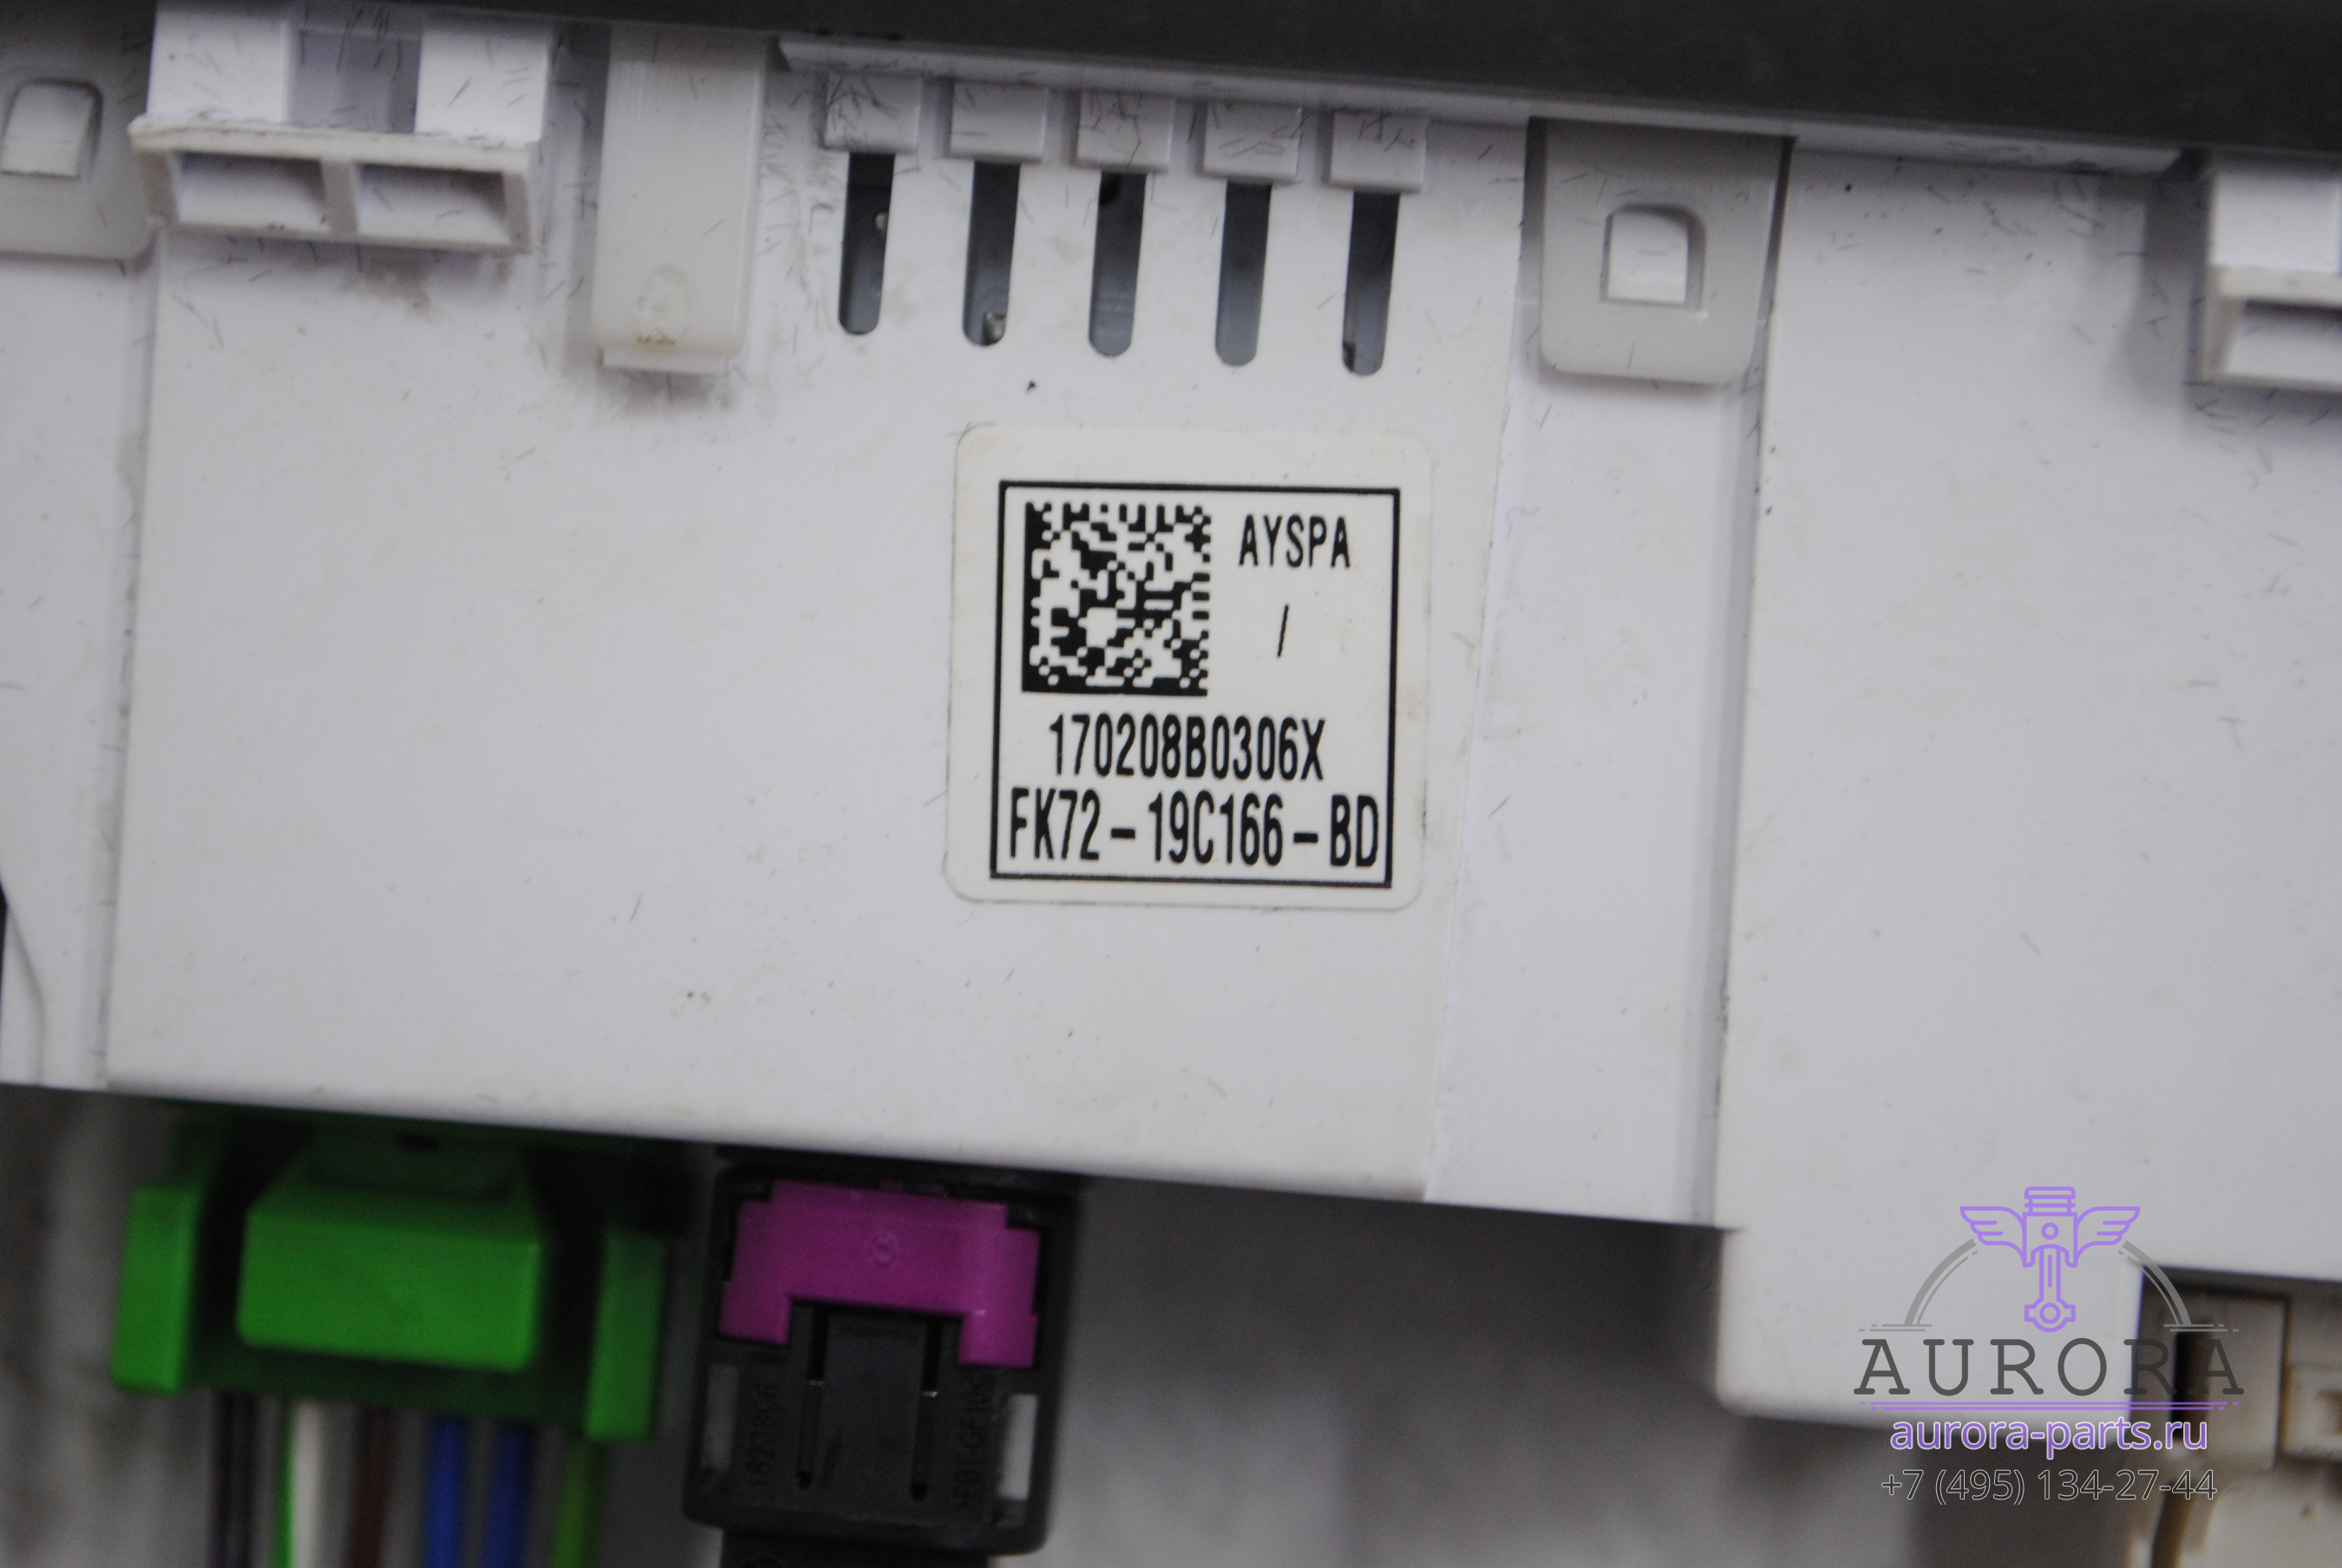 AYSPA
/
170208B0306X
FK72-19C166-BD
AURORA
aurora-parts.ru
+7 (495) 134-27-44